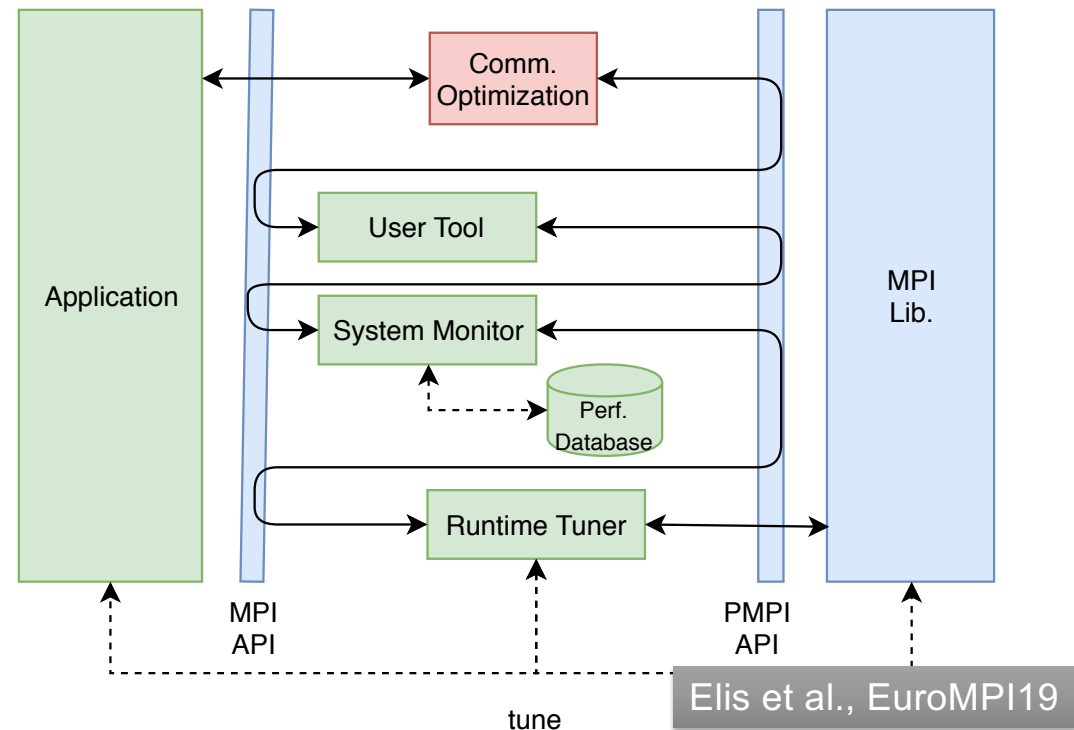 Comm.
Optimization
User Tool
Application
MPI
Lib.
System Monitor
Perf.
Database
Runtime Tuner
MPI
API
PMPI
API
Elis et al., EuroMPI19
tune